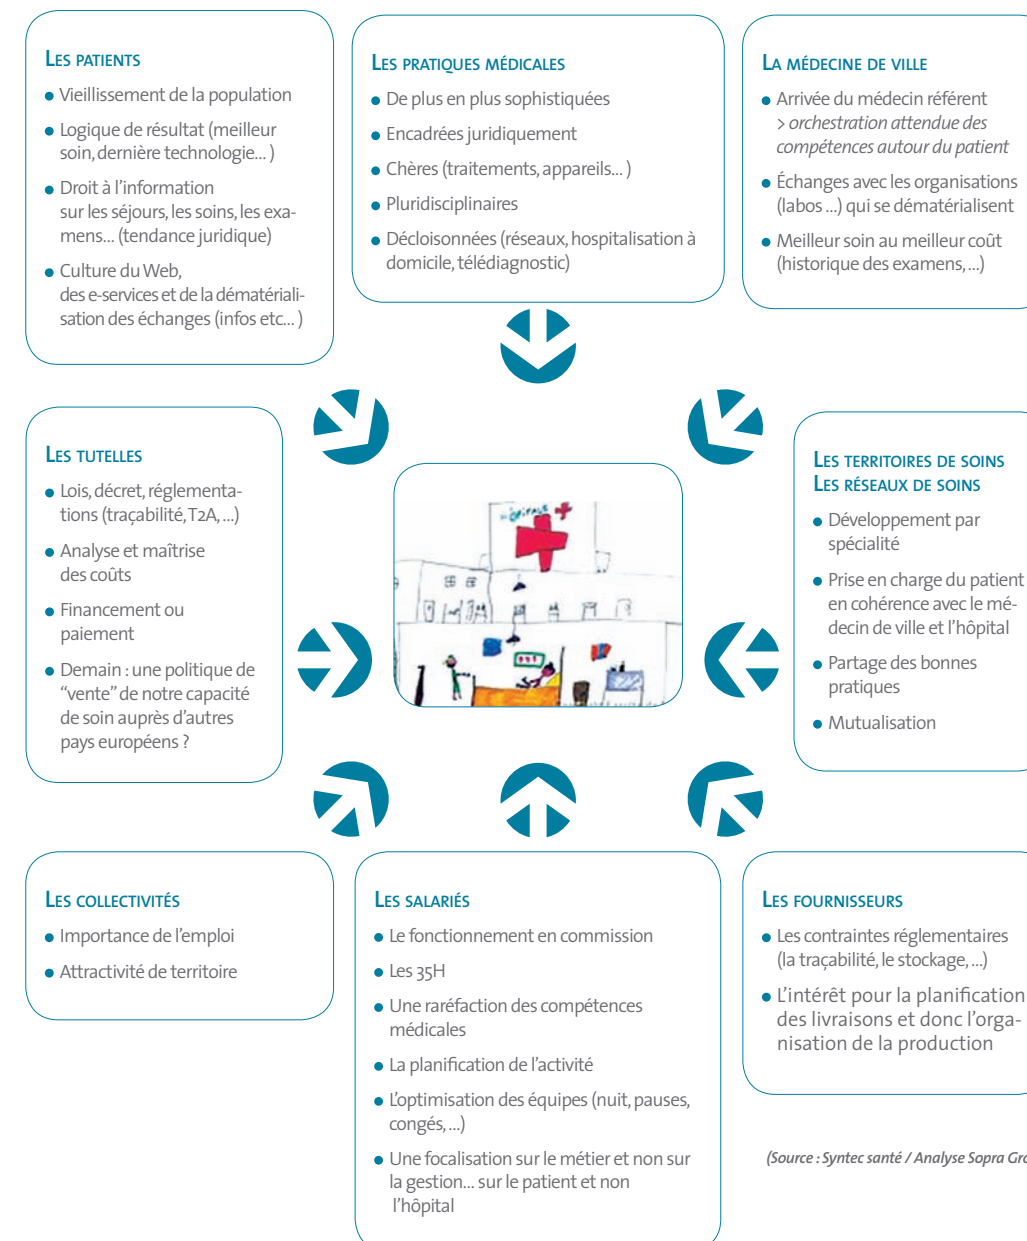 LES PATIENTS
● Vieillissement de la population
● Logique de résultat (meilleur
soin, dernière technologie... )
● Droit à l'information
sur les séjours, les soins, les exa-
mens... (tendance juridique)
● Culture du Web,
des e-services et de la dématériali-
sation des échanges (infos etc... )
LES PRATIQUES MÉDICALES
● De plus en plus sophistiquées
● Encadrées juridiquement
● Chères (traitements, appareils... )
● Pluridisciplinaires
● Décloisonnées (réseaux, hospitalisation à
domicile, télédiagnostic)
LA MÉDECINE DE VILLE
● Arrivée du médecin référent
> orchestration attendue des
compétences autour du patient
● Échanges avec les organisations
(labos ...) qui se dématérialisent
● Meilleur soin au meilleur coût
(historique des examens, ...)
LES TUTELLES
● Lois, décret, réglementa-
tions (traçabilité, T2A, ...)
● Analyse et maîtrise
des coûts
● Financement ou
paiement
● Demain : une politique de
“vente” de notre capacité
de soin auprès d'autres
pays européens ?
LES TERRITOIRES DE SOINS
LES RÉSEAUX DE SOINS
● Développement par
spécialité
● Prise en charge du patient
en cohérence avec le mé-
decin de ville et l'hôpital
● Partage des bonnes
pratiques
● Mutualisation
LES COLLECTIVITÉS
● Importance de l'emploi
● Attractivité de territoire
LES SALARIÉS
● Le fonctionnement en commission
● Les 35H
● Une raréfaction des compétences
médicales
● La planification de l'activité
● L'optimisation des équipes (nuit, pauses,
congés, ...)
● Une focalisation sur le métier et non sur
la gestion... sur le patient et non
l'hôpital
LES FOURNISSEURS
● Les contraintes réglementaires
(la traçabilité, le stockage, ...)
● L'intérêt pour la planification
des livraisons et donc l'orga-
nisation de la production
(Source : Syntec santé / Analyse Sopra Gro